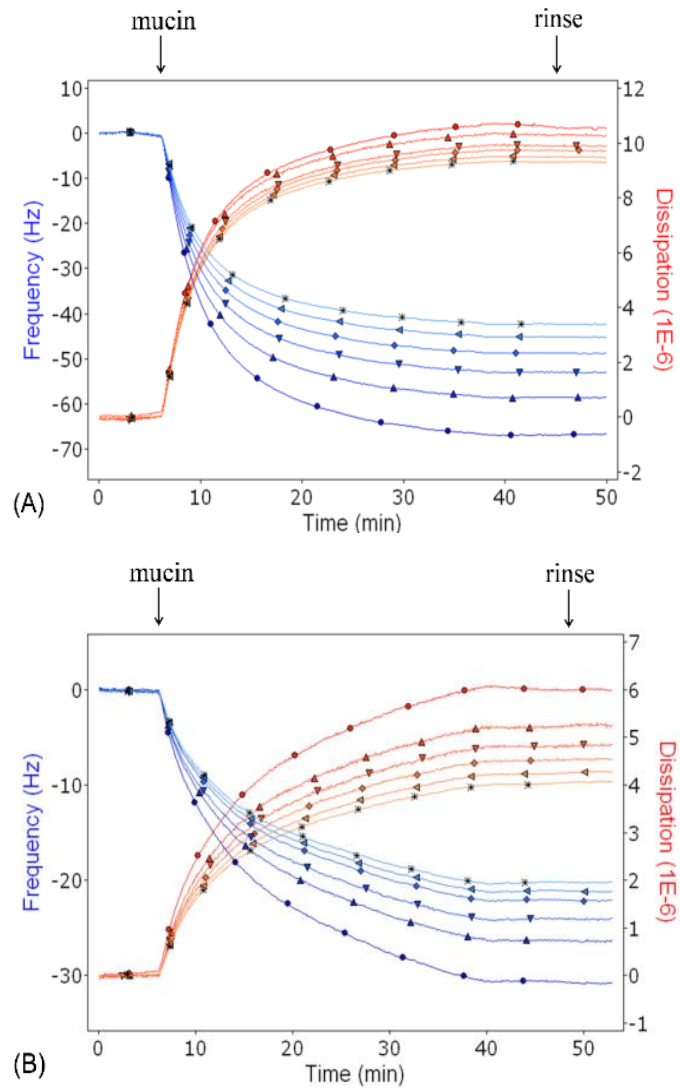 mucin
rinse
10
0
-10
-20
-30
-40
-50
-60
-70
12
10
8
6
4
2
0
-2
Frequency (Hz)
Dissipation (1E-6)
0 10 20 30 40 50
Time (min)
(A)
mucin
rinse
0
-10
-20
-30
7
6
5
4
3
2
1
0
-1
Frequency (Hz)
Dissipation (1E-6)
0 10 20 30 40 50
Time (min)
(B)